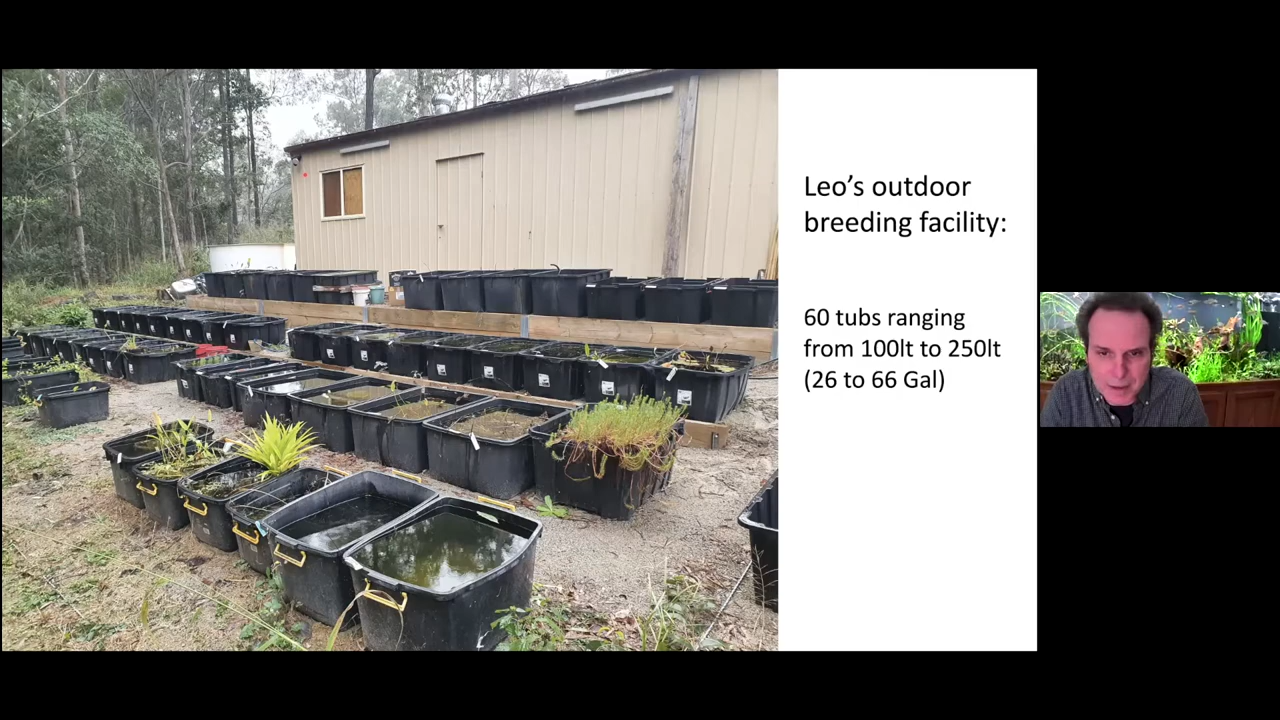 Leo’s outdoor
breeding facility:
60 tubs ranging
from 100lt to 250lt
(26 to 66 Gal)